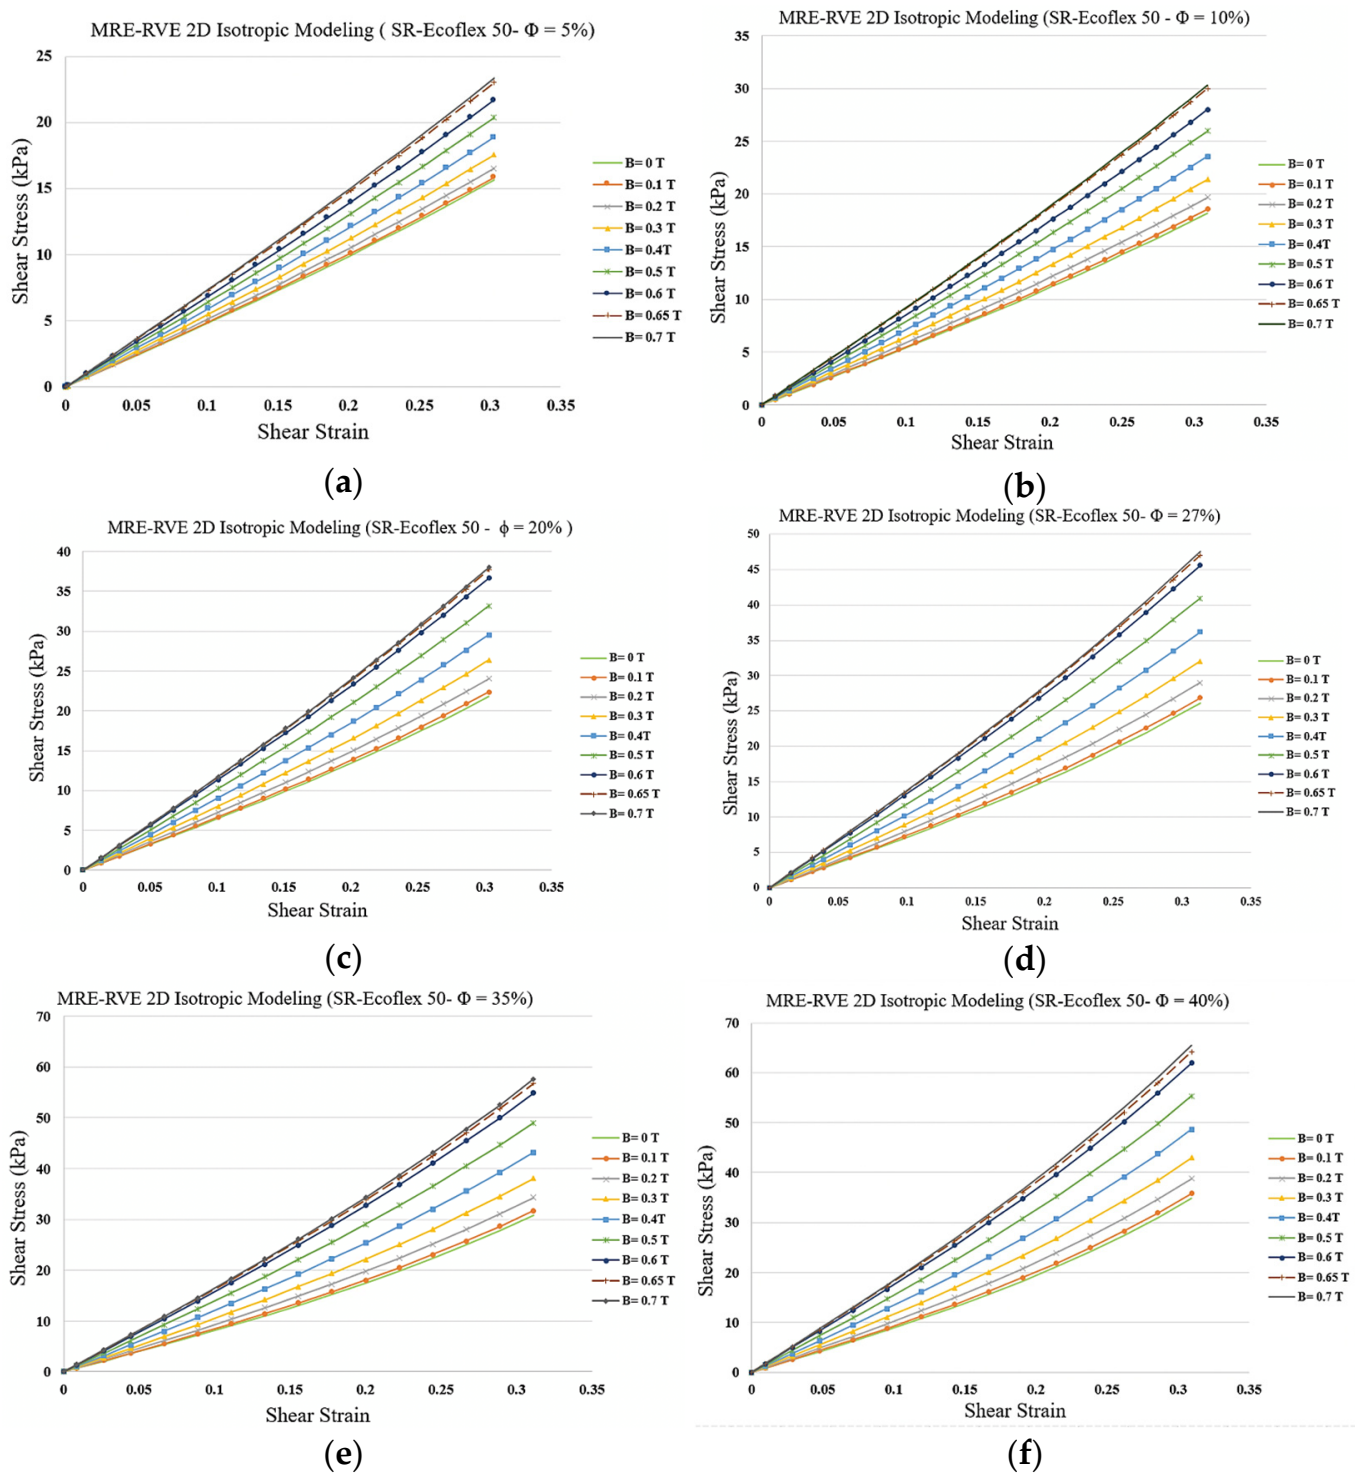 MRE-RVE 2D Isotropic Modeling ( SR-Ecoflex 50- Φ = 5%)
Shear Stress (kPa)
25
20
15
10
5
0
0 0.05 0.1 0.15 0.2 0.25 0.3 0.35
Shear Strain
B= 0 T
B= 0.1 T
B= 0.2 T
B= 0.3 T
B= 0.4T
B= 0.5 T
B= 0.6 T
B= 0.65 T
B= 0.7 T
(a)
MRE-RVE 2D Isotropic Modeling (SR-Ecoflex 50 - Φ = 10%)
Shear Stress (kPa)
35
30
25
20
15
10
5
0
0 0.05 0.1 0.15 0.2 0.25 0.3 0.35
Shear Strain
B= 0 T
B= 0.1 T
B= 0.2 T
B= 0.3 T
B= 0.4T
B= 0.5 T
B= 0.6 T
B= 0.65 T
B= 0.7 T
(b)
MRE-RVE 2D Isotropic Modeling (SR-Ecoflex 50 - ϕ = 20% )
Shear Stress (kPa)
40
35
30
25
20
15
10
5
0
0 0.05 0.1 0.15 0.2 0.25 0.3 0.35
Shear Strain
B= 0 T
B= 0.1 T
B= 0.2 T
B= 0.3 T
B= 0.4T
B= 0.5 T
B= 0.6 T
B= 0.65 T
B= 0.7 T
(c)
MRE-RVE 2D Isotropic Modeling (SR-Ecoflex 50- Φ = 27%)
Shear Stress (kPa)
50
45
40
35
30
25
20
15
10
5
0
0 0.05 0.1 0.15 0.2 0.25 0.3 0.35
Shear Strain
B= 0 T
B= 0.1 T
B= 0.2 T
B= 0.3 T
B= 0.4T
B= 0.5 T
B= 0.6 T
B= 0.65 T
B= 0.7 T
(d)
MRE-RVE 2D Isotropic Modeling (SR-Ecoflex 50- Φ = 35%)
Shear Stress (kPa)
70
60
50
40
30
20
10
0
0 0.05 0.1 0.15 0.2 0.25 0.3 0.35
Shear Strain
B= 0 T
B= 0.1 T
B= 0.2 T
B= 0.3 T
B= 0.4T
B= 0.5 T
B= 0.6 T
B= 0.65 T
B= 0.7 T
(e)
MRE-RVE 2D Isotropic Modeling (SR-Ecoflex 50- Φ = 40%)
Shear Stress (kPa)
70
60
50
40
30
20
10
0
0 0.05 0.1 0.15 0.2 0.25 0.3 0.35
Shear Strain
B= 0 T
B= 0.1 T
B= 0.2 T
B= 0.3 T
B= 0.4T
B= 0.5 T
B= 0.6 T
B= 0.65 T
B= 0.7 T
(f)